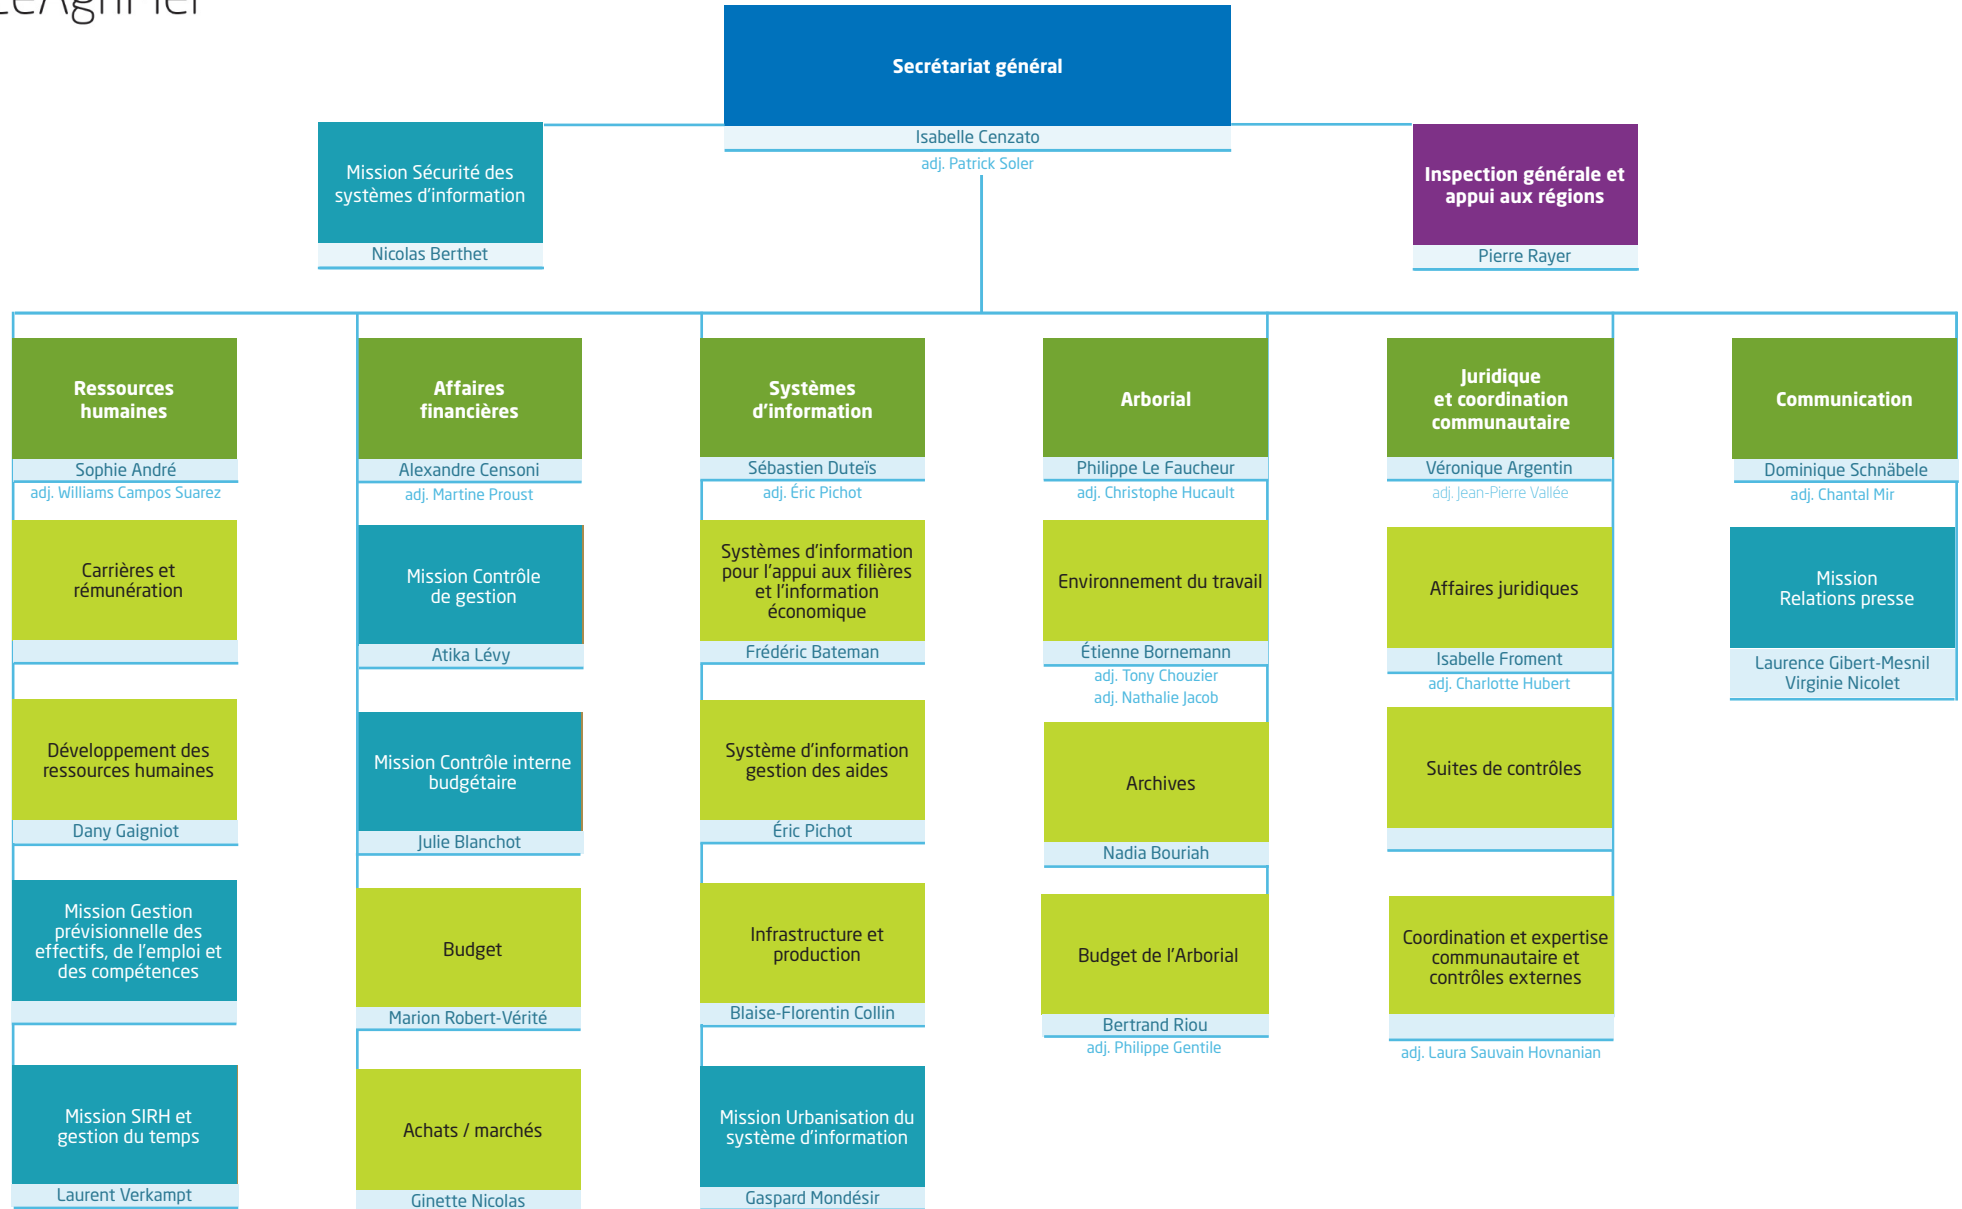 Secrétariat général
Isabelle Cenzato
adj. Patrick Soler
Mission Sécurité des
systèmes d'information
Nicolas Berthet
Inspection générale et
appui aux régions
Pierre Rayer
Ressources
humaines
Sophie André
adj. Williams Campos Suarez
Carrières et
rémunération
Développement des
ressources humaines
Dany Gaigniot
Mission Gestion
prévisionnelle des
effectifs, de l'emploi et
des compétences
Mission SIRH et
gestion du temps
Laurent Verkampt
Affaires
financières
Alexandre Censoni
adj. Martine Proust
Mission Contrôle
de gestion
Atika Lévy
Mission Contrôle interne
budgétaire
Julie Blanchot
Budget
Marion Robert-Vérité
Achats / marchés
Ginette Nicolas
Systèmes
d'information
Sébastien Duteïs
adj. Éric Pichot
Systèmes d'information
pour l'appui aux filières
et l'information
économique
Frédéric Bateman
Système d'information
gestion des aides
Éric Pichot
Infrastructure et
production
Blaise-Florentin Collin
Mission Urbanisation du
système d'information
Gaspard Mondésir
Arborial
Philippe Le Faucheur
adj. Christophe Hucault
Environnement du travail
Étienne Bornemann
adj. Tony Chouzier
adj. Nathalie Jacob
Archives
Nadia Bouriah
Budget de l'Arborial
Bertrand Riou
adj. Philippe Gentile
Juridique
et coordination
communautaire
Véronique Argentin
adj. Jean-Pierre Vallée
Affaires juridiques
Isabelle Froment
adj. Charlotte Hubert
Suites de contrôles
Coordination et expertise
communautaire et
contrôles externes
adj. Laura Sauvain Hovnanian
Communication
Dominique Schnäbele
adj. Chantal Mir
Mission
Relations presse
Laurence Gibert-Mesnil
Virginie Nicolet